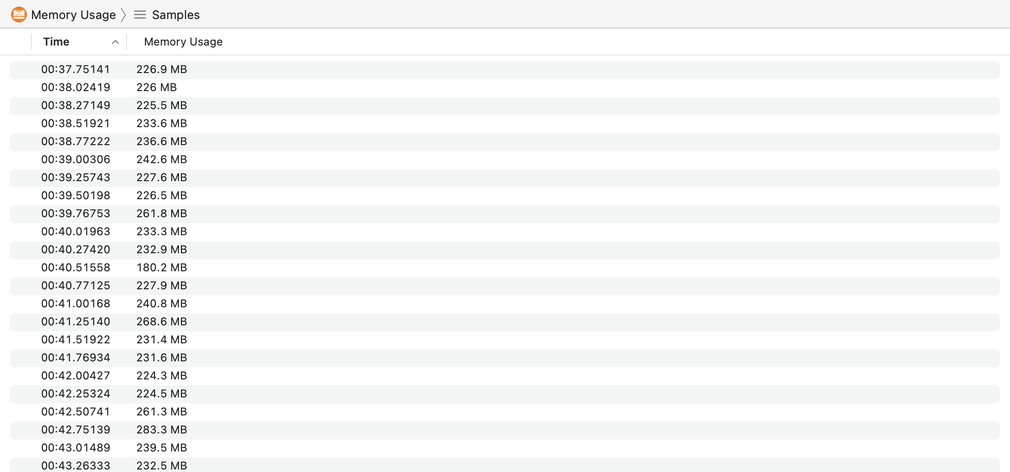 Memory Usage Samples
Time Memory Usage
00:37.75141 226.9 MB
00:38.02419 226 MB
00:38.27149 225.5 MB
00:38.51921 233.6 MB
00:38.77222 236.6 MB
00:39.00306 242.6 MB
00:39.25743 227.6 MB
00:39.50198 226.5 MB
00:39.76753 261.8 MB
00:40.01963 233.3 MB
00:40.27420 232.9 MB
00:40.51558 180.2 MB
00:40.77125 227.9 MB
00:41.00168 240.8 MB
00:41.25140 268.6 MB
00:41.51922 231.4 MB
00:41.76934 231.6 MB
00:42.00427 224.3 MB
00:42.25324 224.5 MB
00:42.50741 261.3 MB
00:42.75139 283.3 MB
00:43.01489 239.5 MB
00:43.26333 232.5 MB